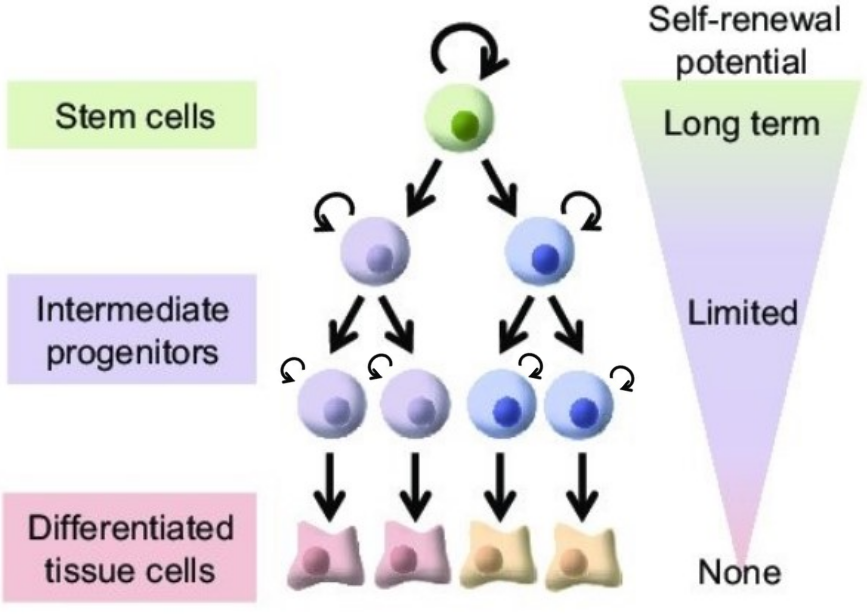 Self-renewal
potential
Stem cells
Long term
Intermediate
progenitors
Limited
Differentiated
tissue cells
None